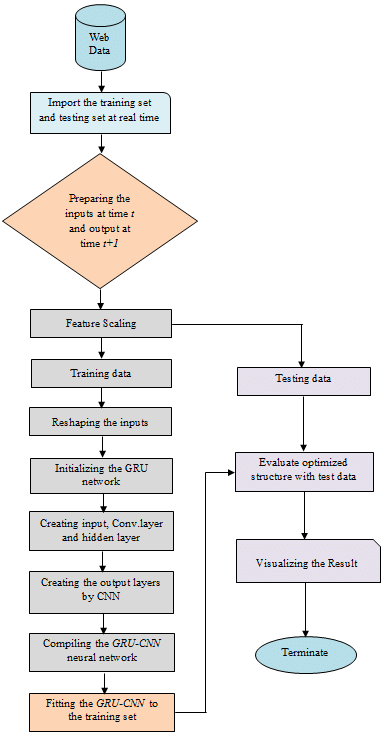 Web
Data
Import the training set
and testing set at real time
Preparing the
inputs at time t
and output at
time t+1
Feature Scaling
Training data
Reshaping the inputs
Initializing the GRU
network
Creating input, Conv.layer
and hidden layer
Creating the output layers
by CNN
Compiling the GRU-CNN
neural network
Fitting the GRU-CNN to
the training set
Testing data
Evaluate optimized
structure with test data
Visualizing the Result
Terminate